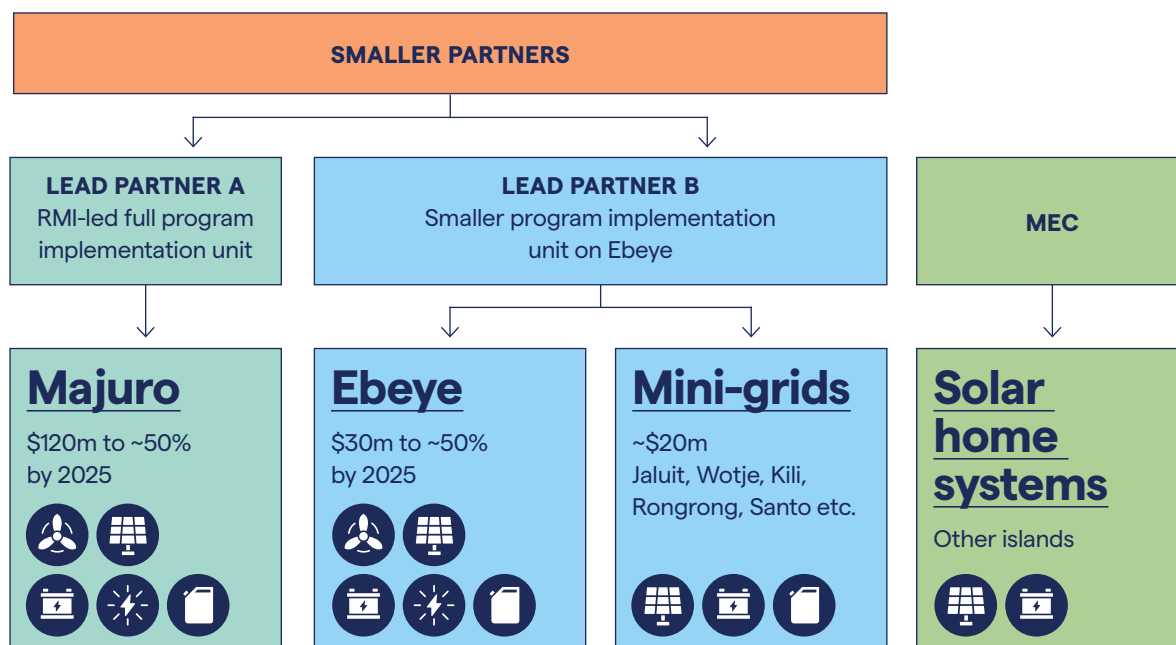 SMALLER PARTNERS
LEAD PARTNER A
RMI-led full program
implementation unit
LEAD PARTNER B
Smaller program implementation
unit on Ebeye
MEC
Majuro
$120m to ~50%
by 2025
Ebeye
$30m to ~50%
by 2025
Mini-grids
~$20m
Jaluit, Wotje, Kili,
Rongrong, Santo etc.
Solar
home
systems
Other islands